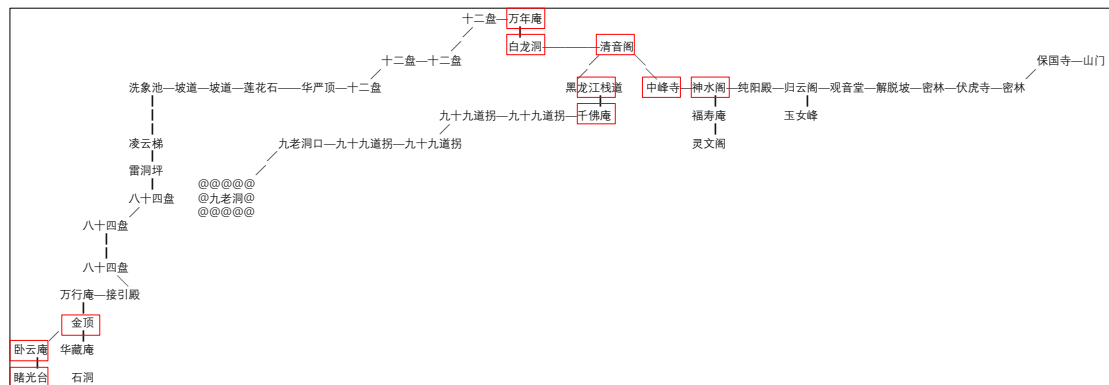 十二盘—万年庵
白龙洞————清音阁
保国寺—山门
十二盘—十二盘
洗象池—坡道—坡道—莲花石——华严顶—十二盘
黑龙江栈道 中峰寺—神水阁—纯阳殿—归云阁—观音堂—解脱坡—密林—伏虎寺—密林
九十九道拐—九十九道拐—千佛庵 福寿庵 玉女峰
凌云梯 九老洞口—九十九道拐—九十九道拐 灵文阁
雷洞坪
@@@@@
八十四盘 @九老洞@
@@@@@
八十四盘
八十四盘
万行庵—接引殿
金顶
卧云庵 华藏庵
睹光台 石洞